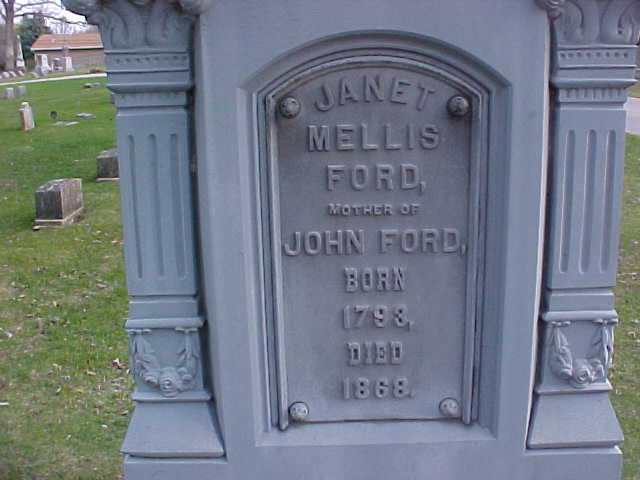 JANET
MELLIS
FORD,
MOTHER OF
JOHN FORD,
BORN
1793,
DIED
1868.